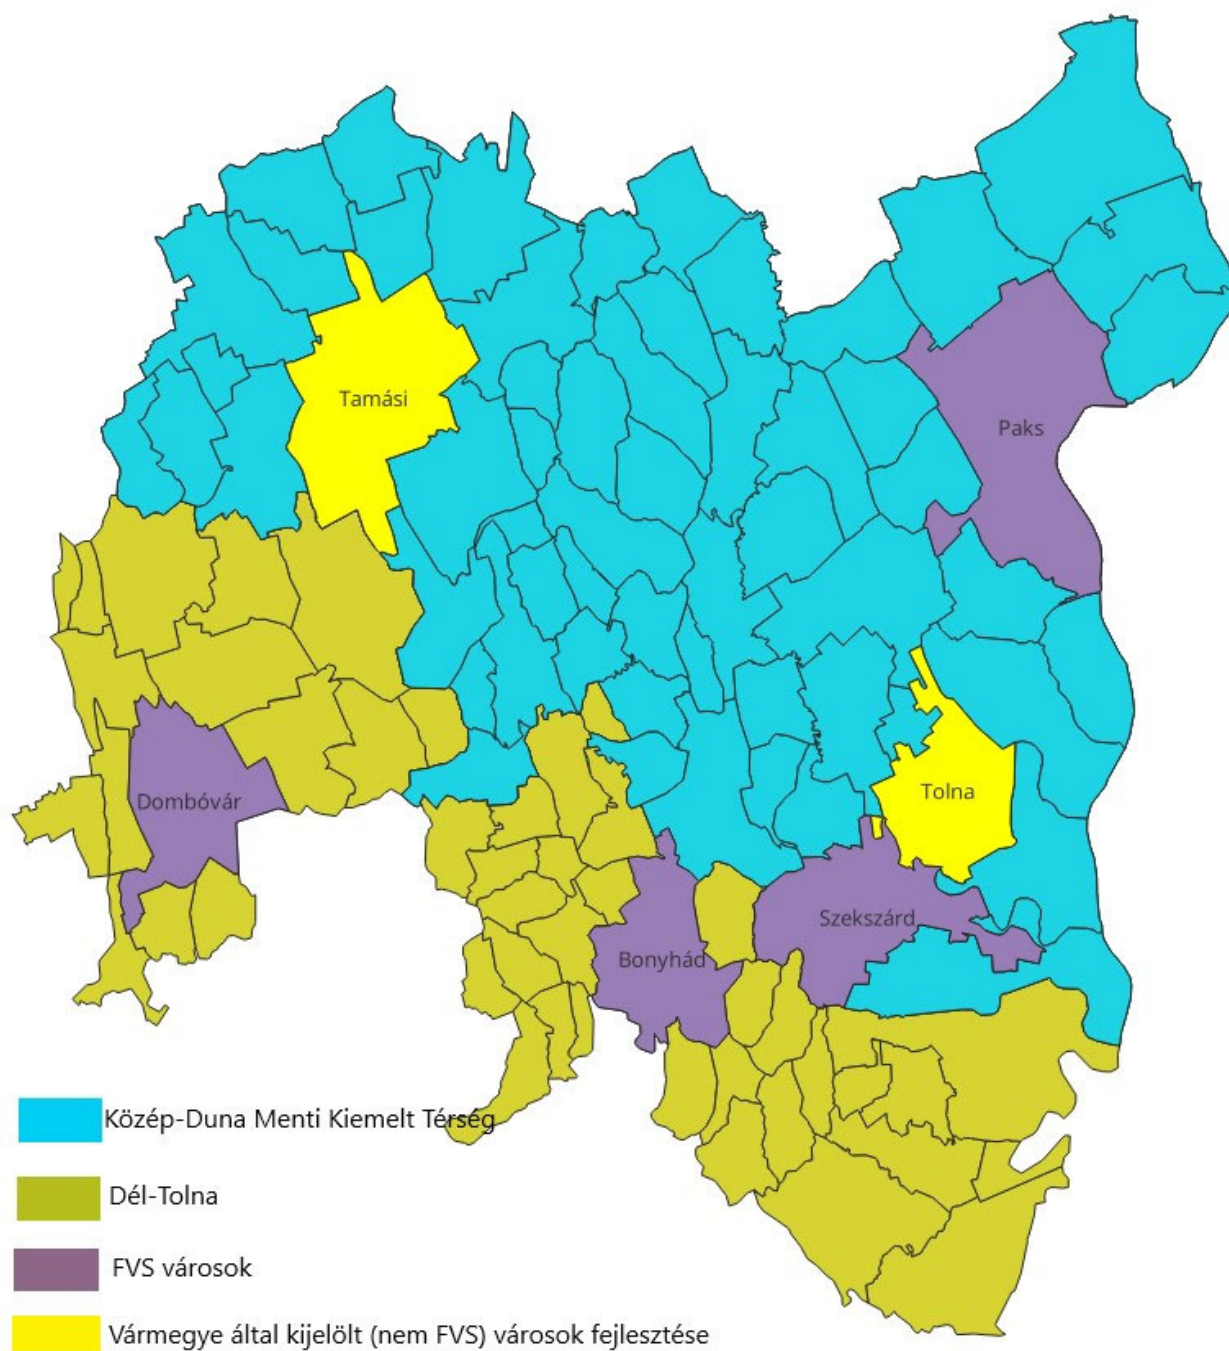 Tamási
Paks
Dombóvár
Tolna
Szekszárd
Bonyhád
Közép-Duna Menti Kiemelt Térség
Dél-Tolna
FVS városok
Vármegye által kijelölt (nem FVS) városok fejlesztése